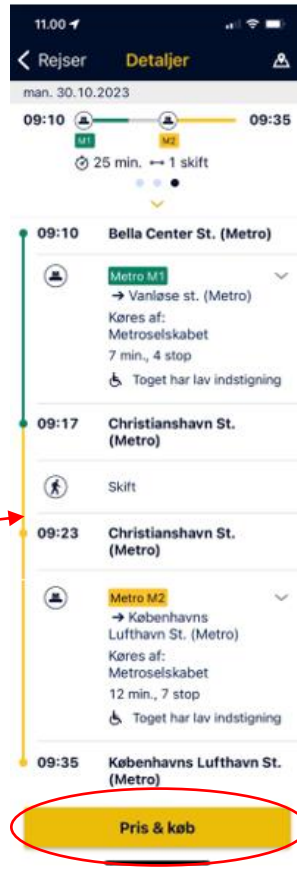 11.00
Rejser Detaljer
man. 30.10.2023
09:10 09:35
M1 M2
25 min. ↔ 1 skift
09:10 Bella Center St. (Metro)
Metro M1
→ Vanløse st. (Metro)
Køres af:
Metroselskabet
7 min., 4 stop
Toget har lav indstigning
09:17 Christianshavn St.
(Metro)
Skift
09:23 Christianshavn St.
(Metro)
Metro M2
→ Københavns
Lufthavn St. (Metro)
Køres af:
Metroselskabet
12 min., 7 stop
Toget har lav indstigning
09:35 Københavns Lufthavn St.
(Metro)
Pris & køb